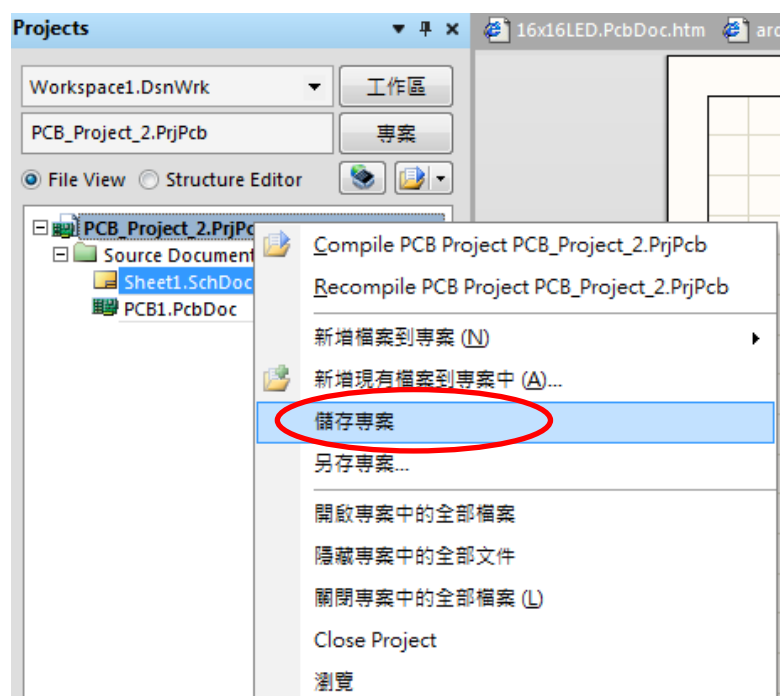 Projects
16x16LED.PcbDoc.htm
Workspace1.DsnWrk
工作區
PCB_Project_2.PrjPcb
專案
File View
Structure Editor
PCB_Project_2.PrjPc
Source Document
Sheet1.SchDoc
PCB1.PcbDoc
Compile PCB Project PCB_Project_2.PrjPcb
Recompile PCB Project PCB_Project_2.PrjPcb
新增檔案到專案 (N)
新增現有檔案到專案中 (A)...
儲存專案
另存專案...
開啟專案中的全部檔案
隱藏專案中的全部文件
關閉專案中的全部檔案 (L)
Close Project
瀏覽